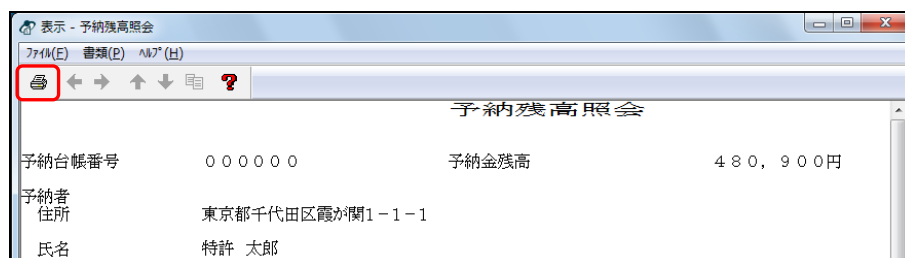 表示 - 予納残高照会
ﾌｧｲﾙ(F) 書類(P) ﾍﾙﾌﾟ(H)
予納残高照会
予納台帳番号 ００００００ 予納金残高 ４８０，９００円
予納者
住所 東京都千代田区霞が関１－１－１
氏名 特許 太郎